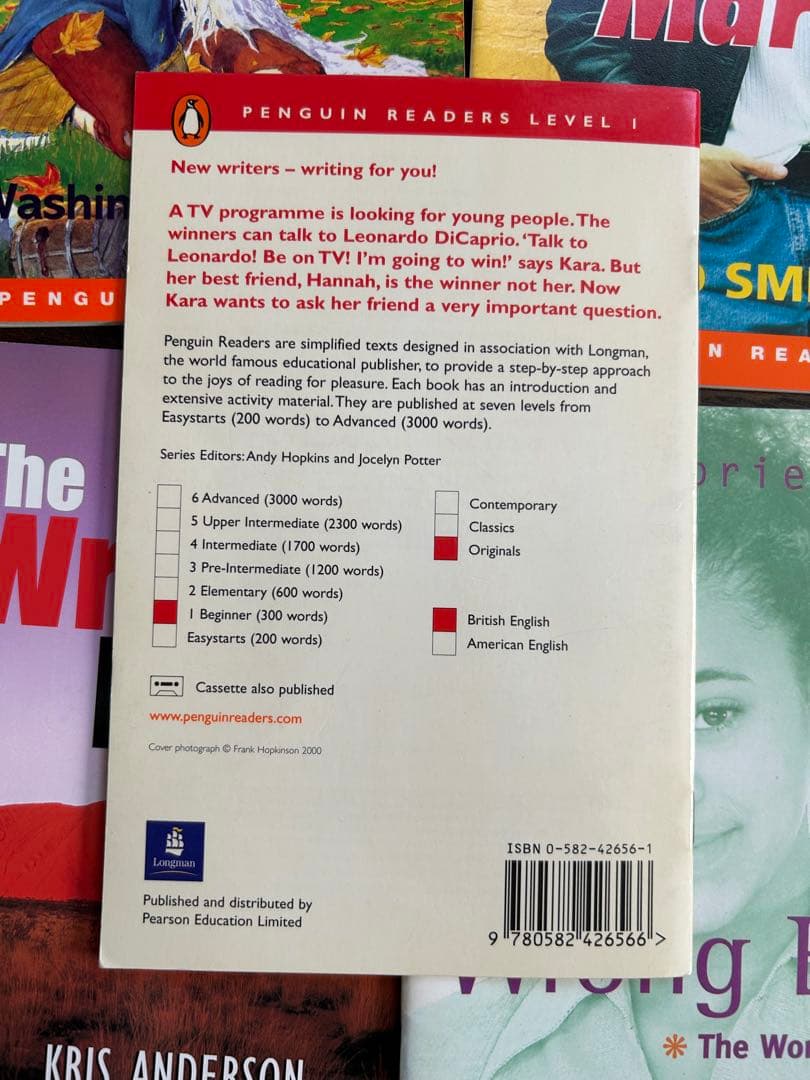 Mar
Washin
PENGU
SM
N REA
The
Wr
PENGUIN READERS LEVEL 1
New writers – writing for you!
A TV programme is looking for young people. The
winners can talk to Leonardo DiCaprio. ‘Talk to
Leonardo! Be on TV! I’m going to win!’ says Kara. But
her best friend, Hannah, is the winner not her. Now
Kara wants to ask her friend a very important question.
Penguin Readers are simplified texts designed in association with Longman,
the world famous educational publisher, to provide a step-by-step approach
to the joys of reading for pleasure. Each book has an introduction and
extensive activity material. They are published at seven levels from
Easystarts (200 words) to Advanced (3000 words).
Series Editors: Andy Hopkins and Jocelyn Potter
6 Advanced (3000 words)
5 Upper Intermediate (2300 words)
4 Intermediate (1700 words)
3 Pre-Intermediate (1200 words)
2 Elementary (600 words)
1 Beginner (300 words)
Easystarts (200 words)
Contemporary
Classics
Originals
British English
American English
Cassette also published
www.penguinreaders.com
Cover photograph © Frank Hopkinson 2000
Longman
Published and distributed by
Pearson Education Limited
ISBN 0-582-42656-1
9 780582 426566 >
orie
Wrong
The Wor
KRIS ANDERSON